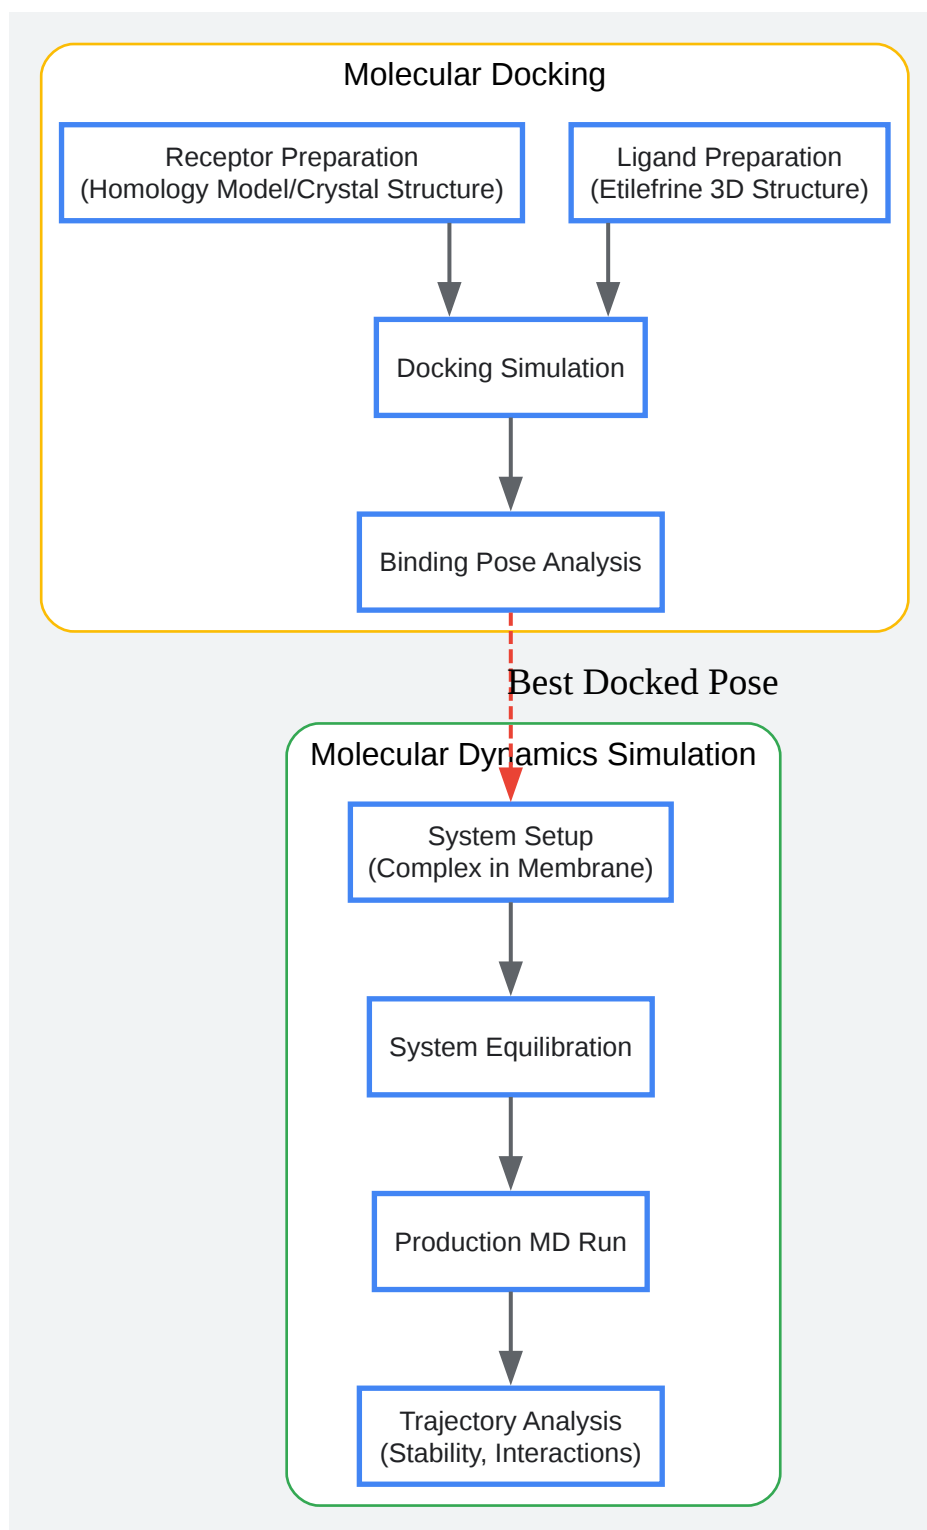 Molecular Docking
Receptor Preparation
(Homology Model/Crystal Structure)
Ligand Preparation
(Etilefrine 3D Structure)
Docking Simulation
Binding Pose Analysis
Best Docked Pose
Molecular Dynamics Simulation
System Setup
(Complex in Membrane)
System Equilibration
Production MD Run
Trajectory Analysis
(Stability, Interactions)